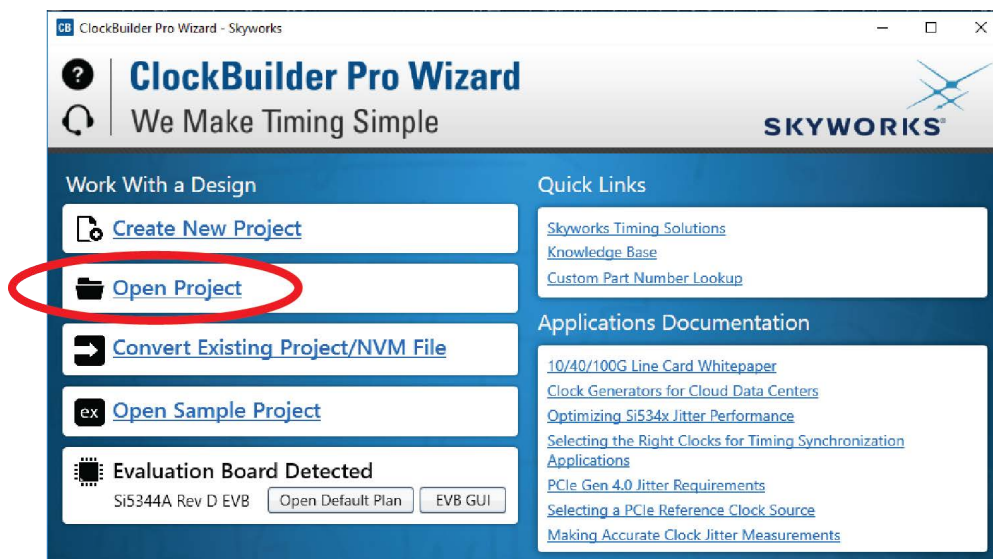 CB ClockBuilder Pro Wizard - Skyworks
? ClockBuilder Pro Wizard
We Make Timing Simple
SKYWORKS®
Work With a Design
Create New Project
Open Project
Convert Existing Project/NVM File
ex Open Sample Project
Evaluation Board Detected
Si5344A Rev D EVB Open Default Plan EVB GUI
Quick Links
Skyworks Timing Solutions
Knowledge Base
Custom Part Number Lookup
Applications Documentation
10/40/100G Line Card Whitepaper
Clock Generators for Cloud Data Centers
Optimizing Si534x Jitter Performance
Selecting the Right Clocks for Timing Synchronization
Applications
PCIe Gen 4.0 Jitter Requirements
Selecting a PCIe Reference Clock Source
Making Accurate Clock Jitter Measurements